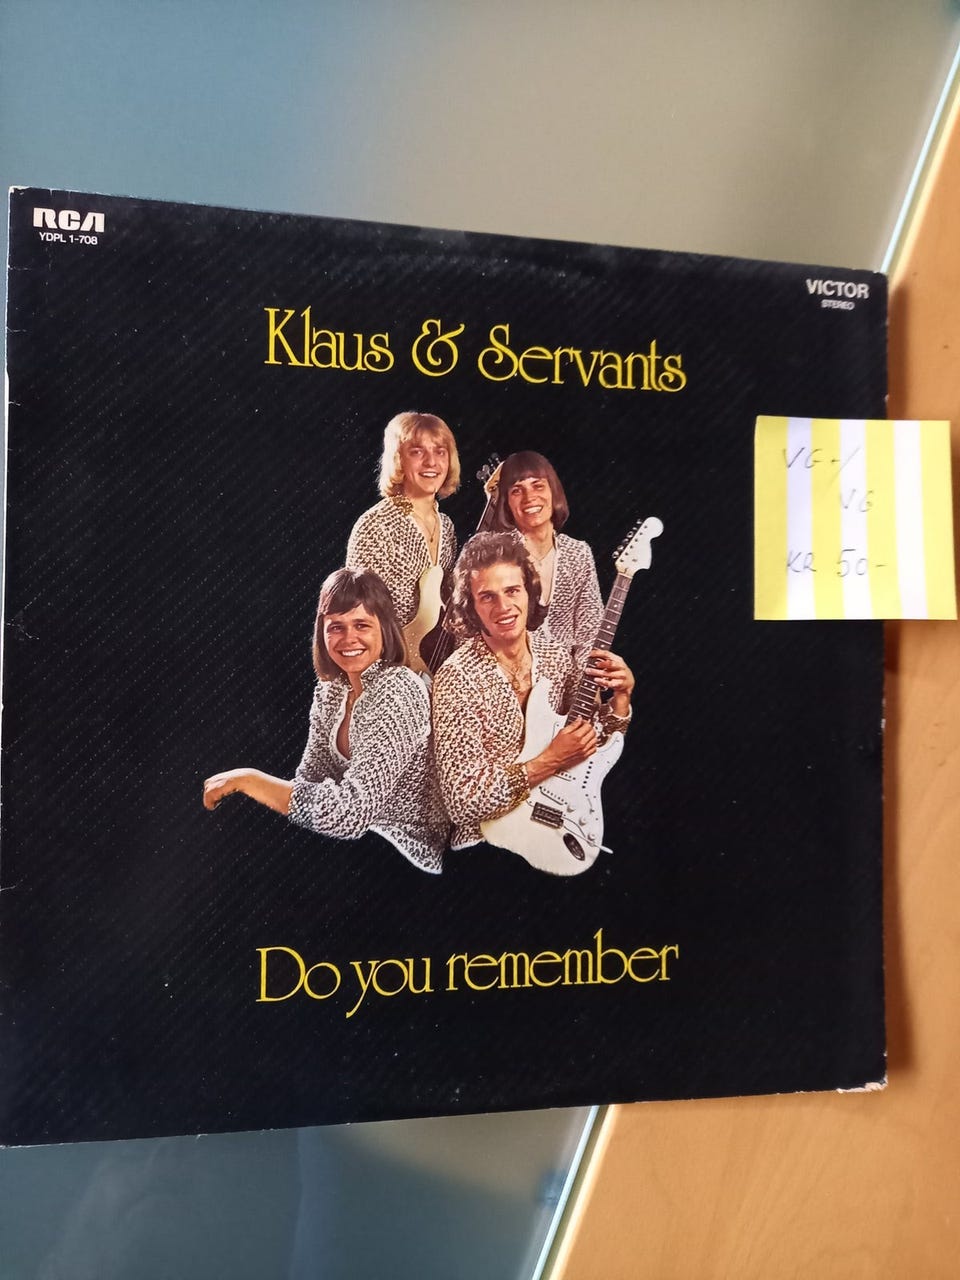 RCA
YDPL 1-708
VICTOR
STEREO
Klaus & Servants
VG+/
VG
KR 50-
Do you remember